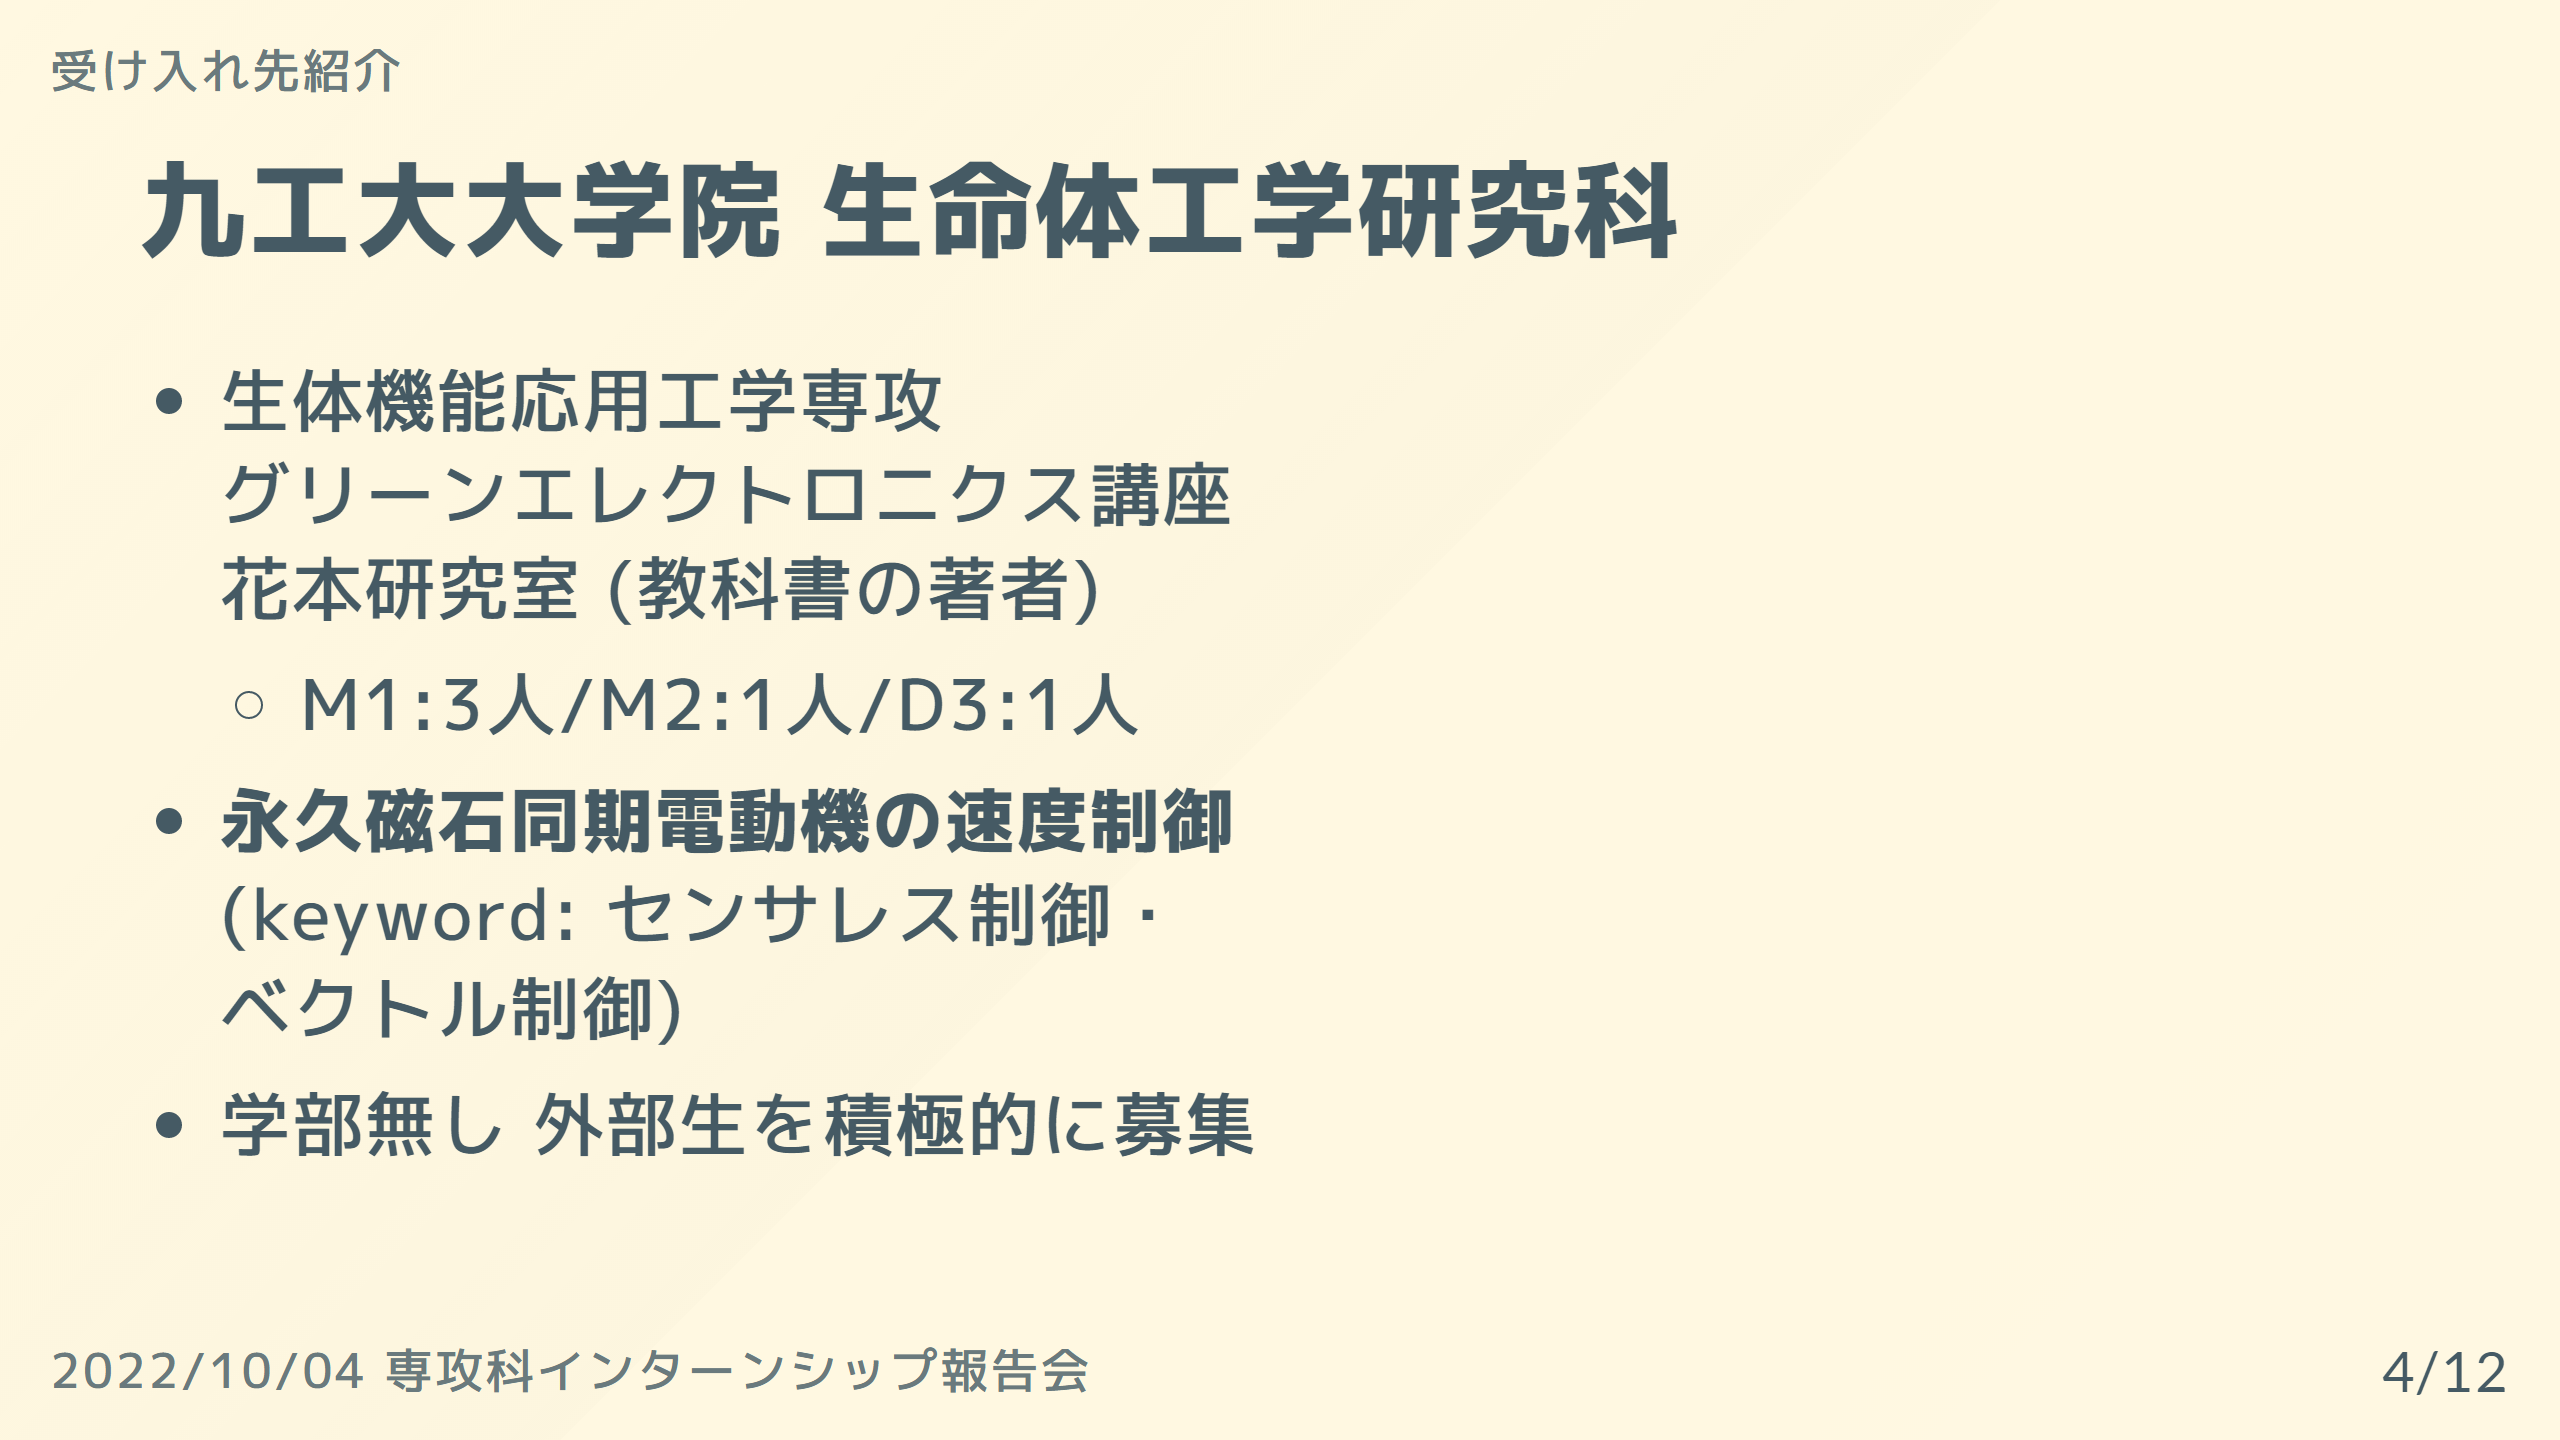 受け入れ先紹介
九工大大学院 生命体工学研究科
• 生体機能応用工学専攻
グリーンエレクトロニクス講座
花本研究室 (教科書の著者)
○ M1:3人/M2:1人/D3:1人
• 永久磁石同期電動機の速度制御
(keyword: センサレス制御・
ベクトル制御)
• 学部無し 外部生を積極的に募集
2022/10/04 専攻科インターンシップ報告会
4/12